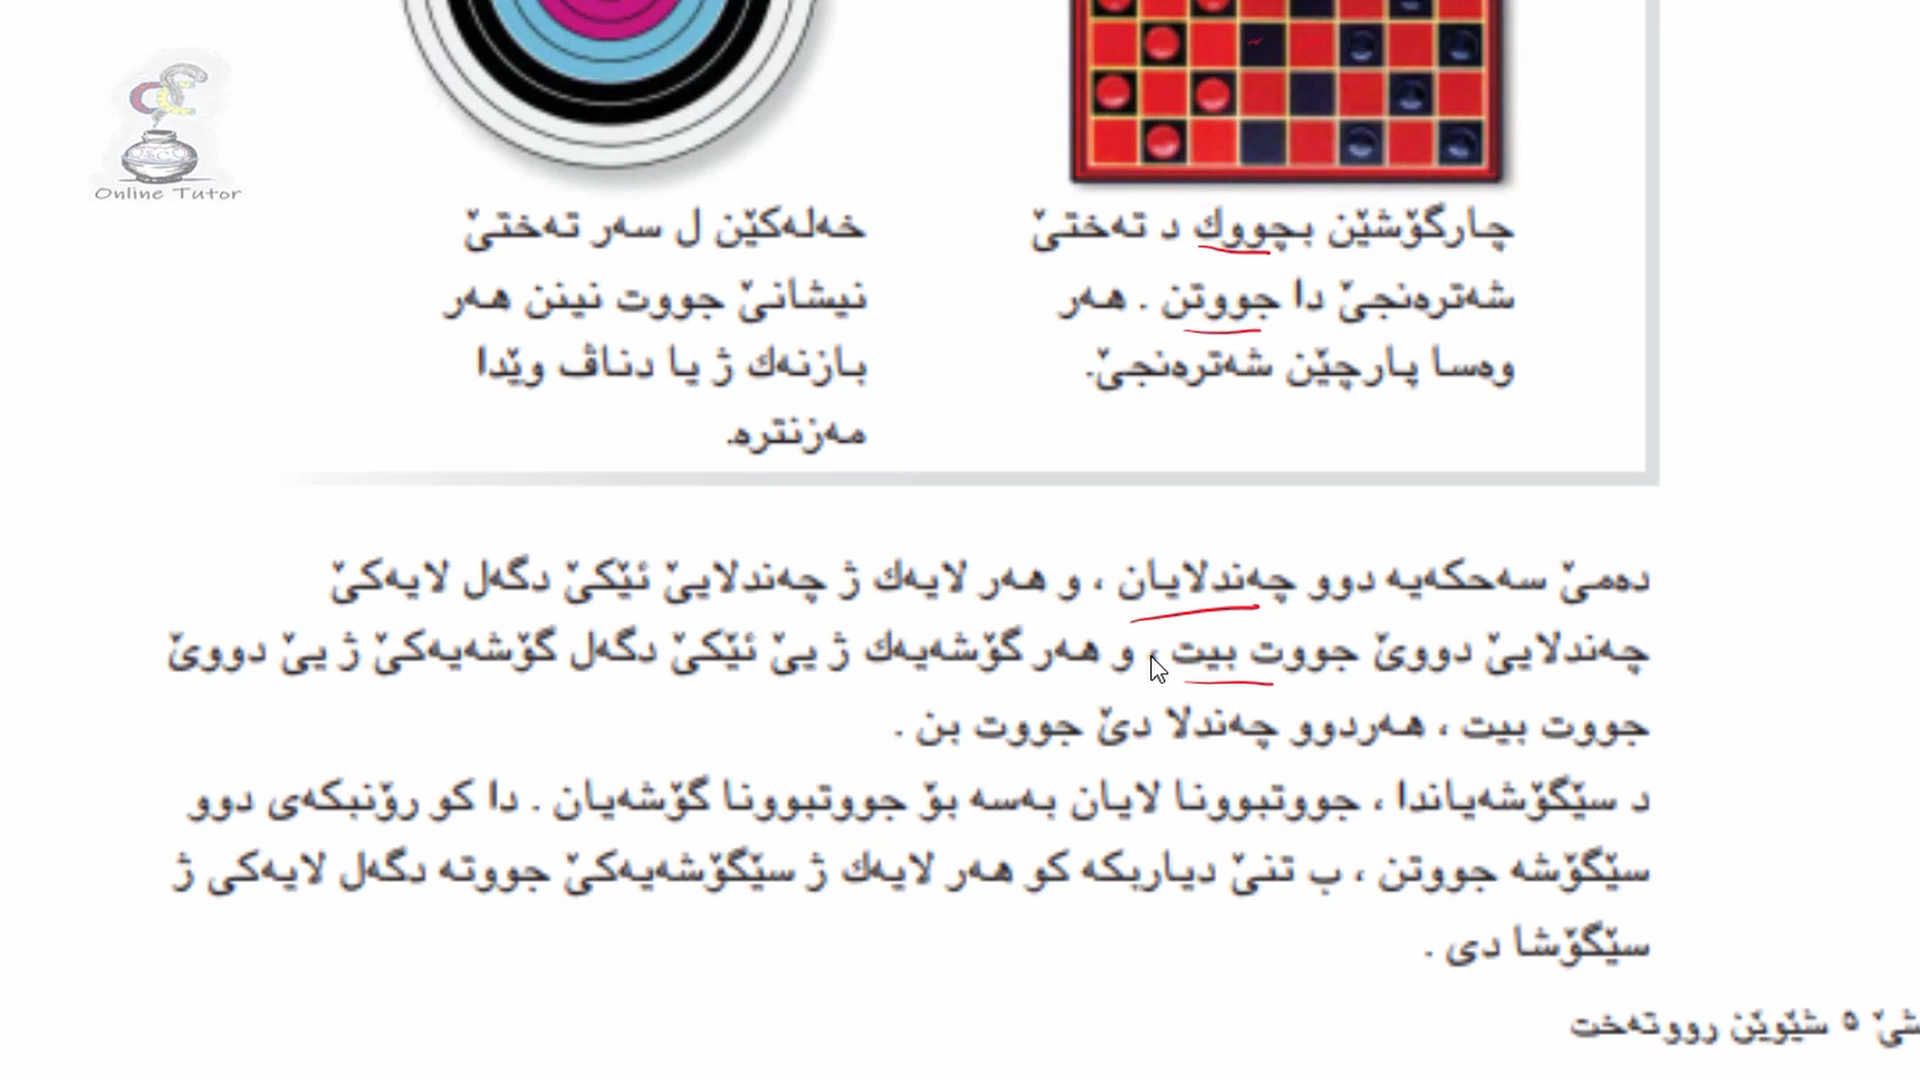 Online Tutor
چارگۆشێن بچووك د تەختێ
شەترەنجێ دا جووتن . هەر
وەسا پارچێن شەترەنجێ.
خەلەكێن ل سەر تەختێ
نیشانێ جووت نینن هەر
بازنەك ژ یا دناڤ وێدا
مەزنترە.
دەمێ سەحكەیە دوو چەندلایان ، و هەر لایەك ژ چەندلایێ ئێكێ دگەل لایەكێ
چەندلایێ دووێ جووت بیت ، و هەر گۆشەیەك ژ یێ ئێكێ دگەل گۆشەیەكێ ژ یێ دووێ
جووت بیت ، هەردوو چەندلا دێ جووت بن .
د سێگۆشەیاندا ، جووتبوونا لایان بەسە بۆ جووتبوونا گۆشەیان . دا كو رۆنبكەی دوو
سێگۆشە جووتن ، ب تنێ دیاربكە كو هەر لایەك ژ سێگۆشەیەكێ جووتە دگەل لایەكی ژ
سێگۆشا دی .
٥ شێوێن رووتەخت